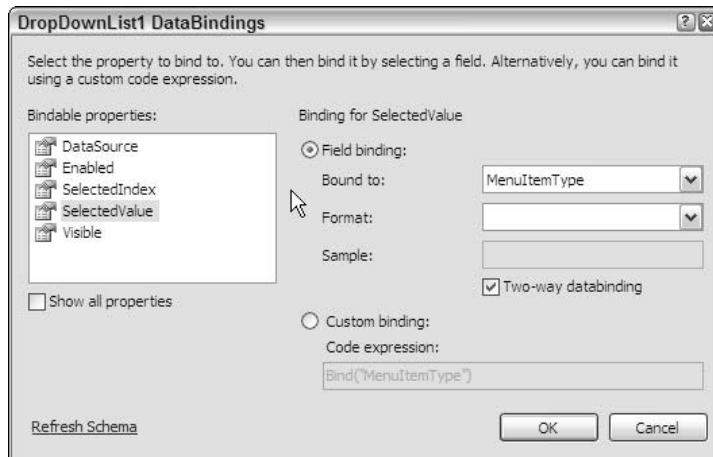 DropDownList1 DataBindings
Select the property to bind to. You can then bind it by selecting a field. Alternatively, you can bind it
using a custom code expression.
Bindable properties:
DataSource
Enabled
SelectedIndex
SelectedValue
Visible
Show all properties
Binding for SelectedValue
Field binding:
Bound to:
MenuItemType
Format:
Sample:
Two-way databinding
Custom binding:
Code expression:
Bind("MenuItemType")
Refresh Schema
OK
Cancel